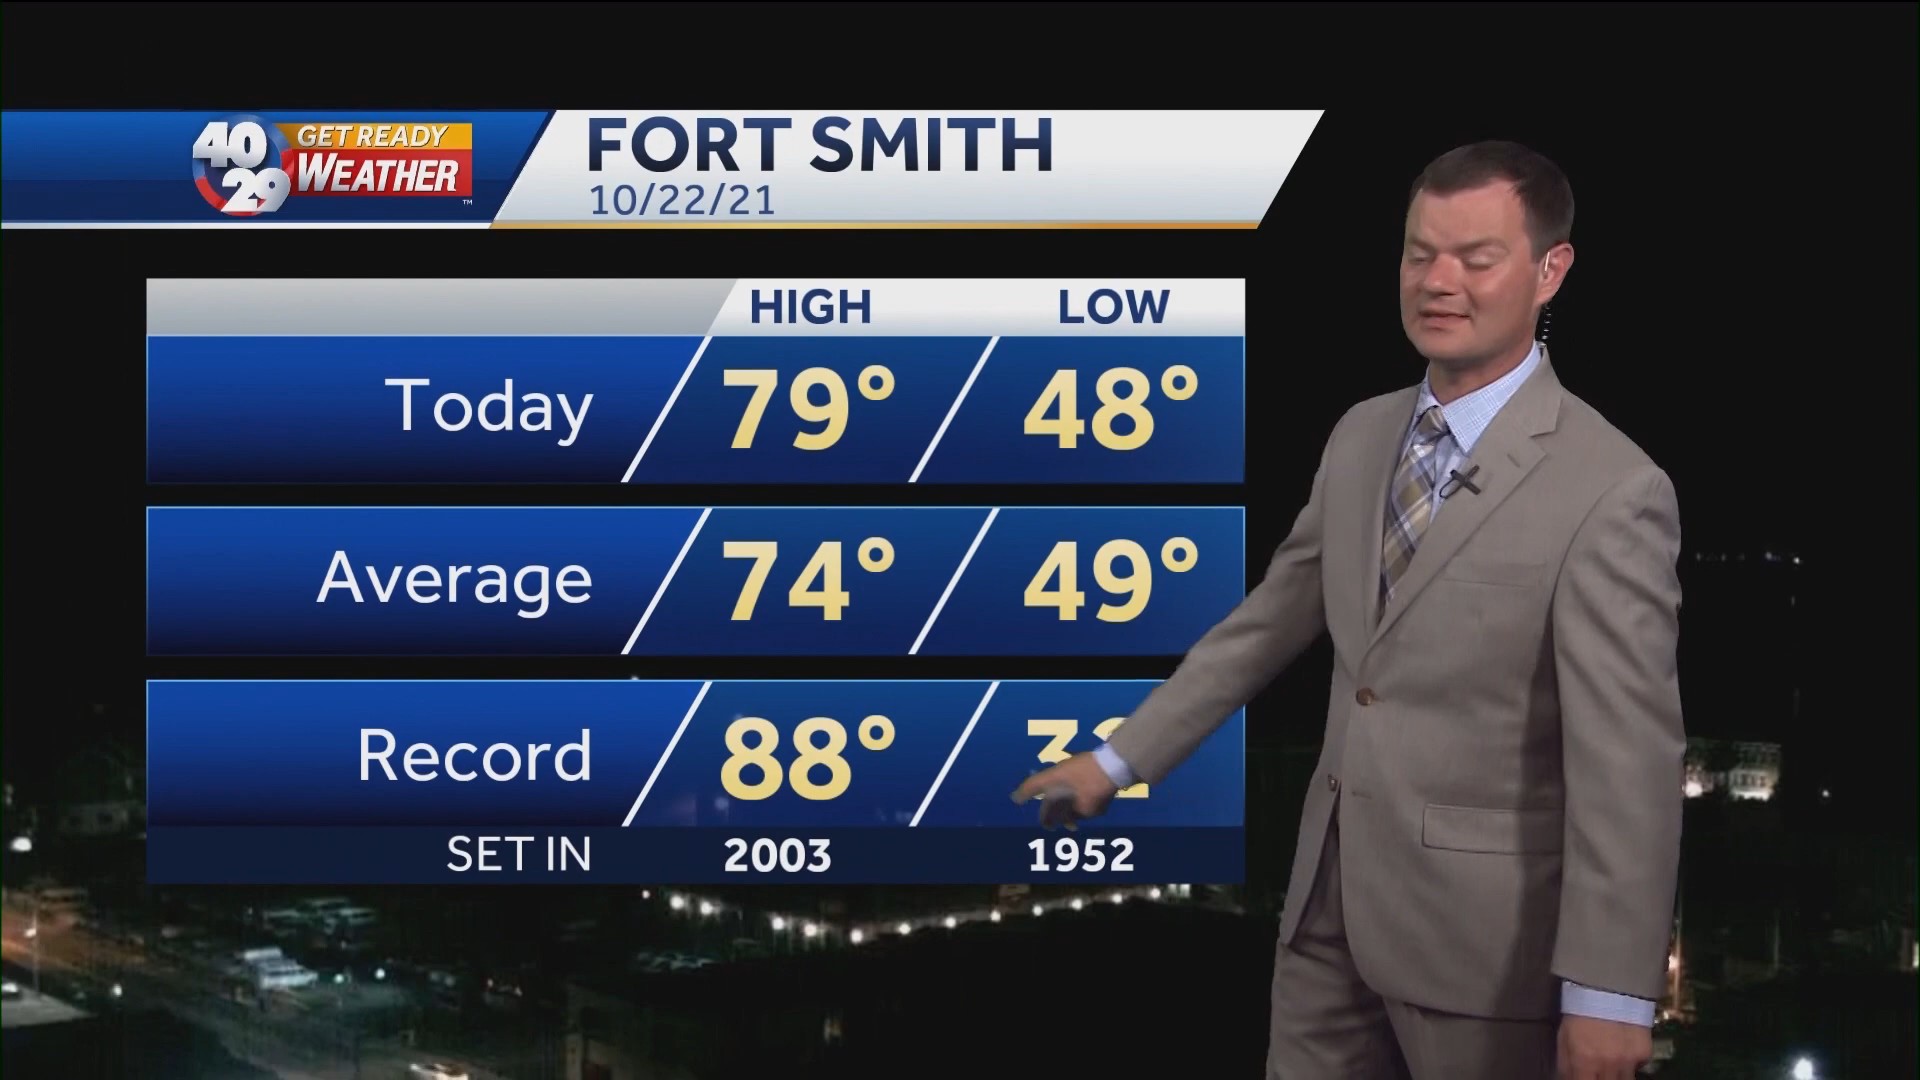 40
29
GET READY
WEATHER™
FORT SMITH
10/22/21
HIGH LOW
Today 79° 48°
Average 74° 49°
Record 88°
SET IN 2003 1952